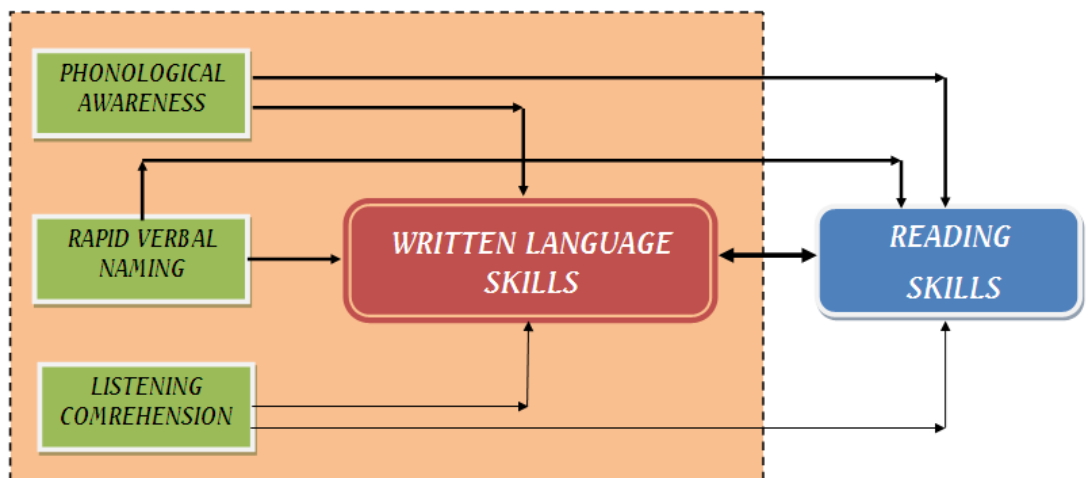 PHONOLOGICAL
AWARENESS
RAPID VERBAL
NAMING
WRITTEN LANGUAGE
SKILLS
READING
SKILLS
LISTENING
COMREHENSION